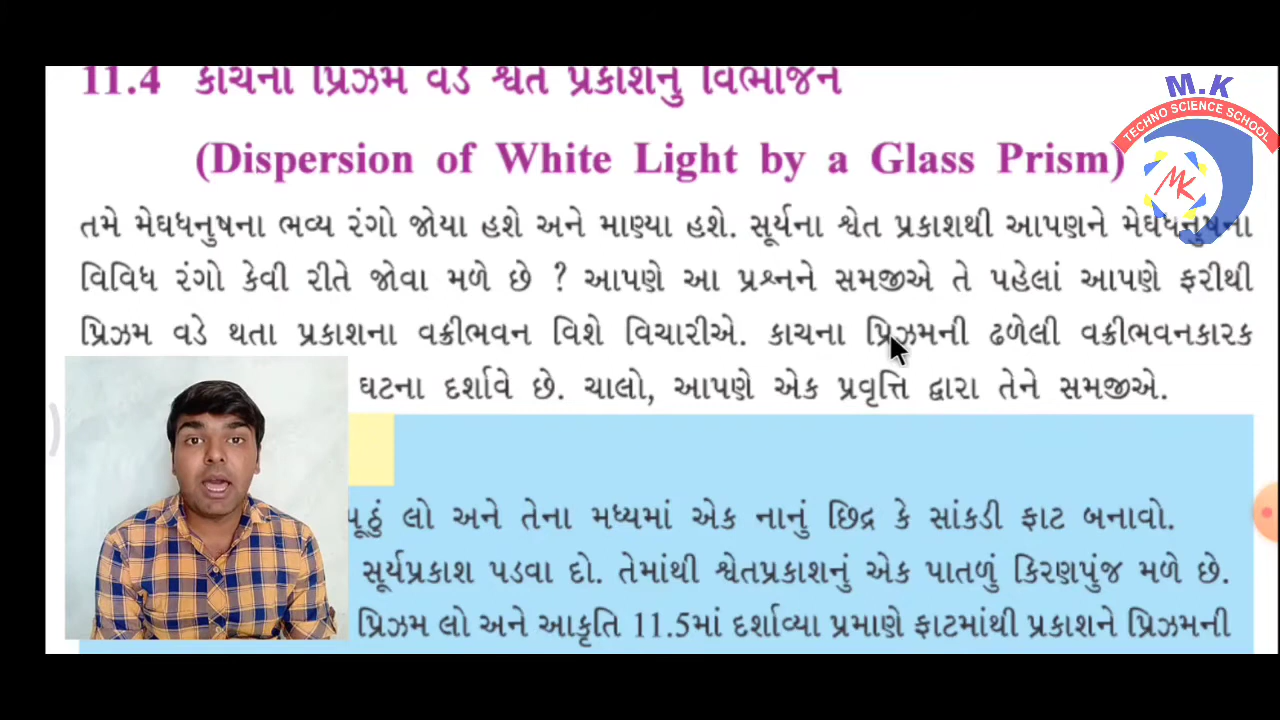 11.4 કાચના પ્રિઝમ વડે શ્વેત પ્રકાશનું વિભાજન
(Dispersion of White Light by a Glass Prism)
M.K
TECHNO SCIENCE SCHOOL
MK
તમે મેઘધનુષના ભવ્ય રંગો જોયા હશે અને માણ્યા હશે. સૂર્યના શ્વેત પ્રકાશથી આપણને મેઘધનુષના
વિવિધ રંગો કેવી રીતે જોવા મળે છે ? આપણે આ પ્રશ્નને સમજીએ તે પહેલાં આપણે ફરીથી
પ્રિઝમ વડે થતા પ્રકાશના વક્રીભવન વિશે વિચારીએ. કાચના પ્રિઝમની ઢળેલી વક્રીભવનકારક
ઘટના દર્શાવે છે. ચાલો, આપણે એક પ્રવૃત્તિ દ્વારા તેને સમજીએ.
પૂઠું લો અને તેના મધ્યમાં એક નાનું છિદ્ર કે સાંકડી ફાટ બનાવો.
સૂર્યપ્રકાશ પડવા દો. તેમાંથી શ્વેતપ્રકાશનું એક પાતળું કિરણપુંજ મળે છે.
પ્રિઝમ લો અને આકૃતિ 11.5માં દર્શાવ્યા પ્રમાણે ફાટમાંથી પ્રકાશને પ્રિઝમની